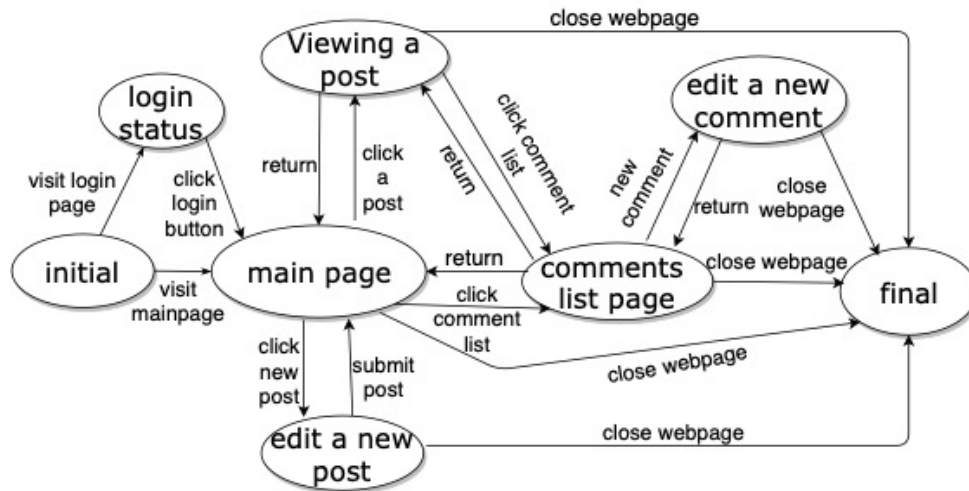 close webpage
Viewing a
post
edit a new
comment
login
status
click comment
list
return
new
comment
return
click
a
post
visit login
page
click
login
button
close
webpage
return
initial
main page
return
comments
list page
close webpage
final
visit
mainpage
click
comment
list
click
new
post
submit
post
close webpage
edit a new
post
close webpage